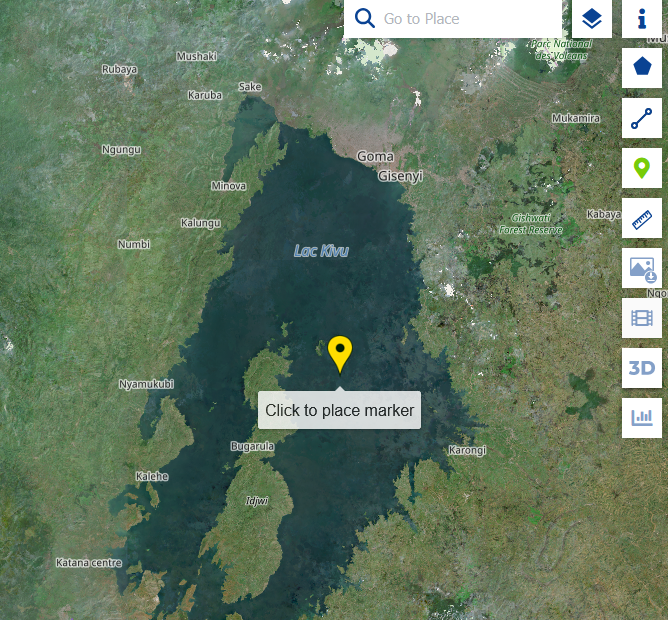 Go to Place
Mu
Parc National
des Volcans
Mushaki
Rubaya
Sake
Karuba
Mukamira
Ngungu
Goma
Gisenyi
Minova
Kabaya
Gishwati
Forest Reserve
Kalungu
Numbi
Lac Kivu
Ngo
3D
Nyamukubi
Click to place marker
Bugarula
Karongi
Kalehe
Idjwi
Katana centre